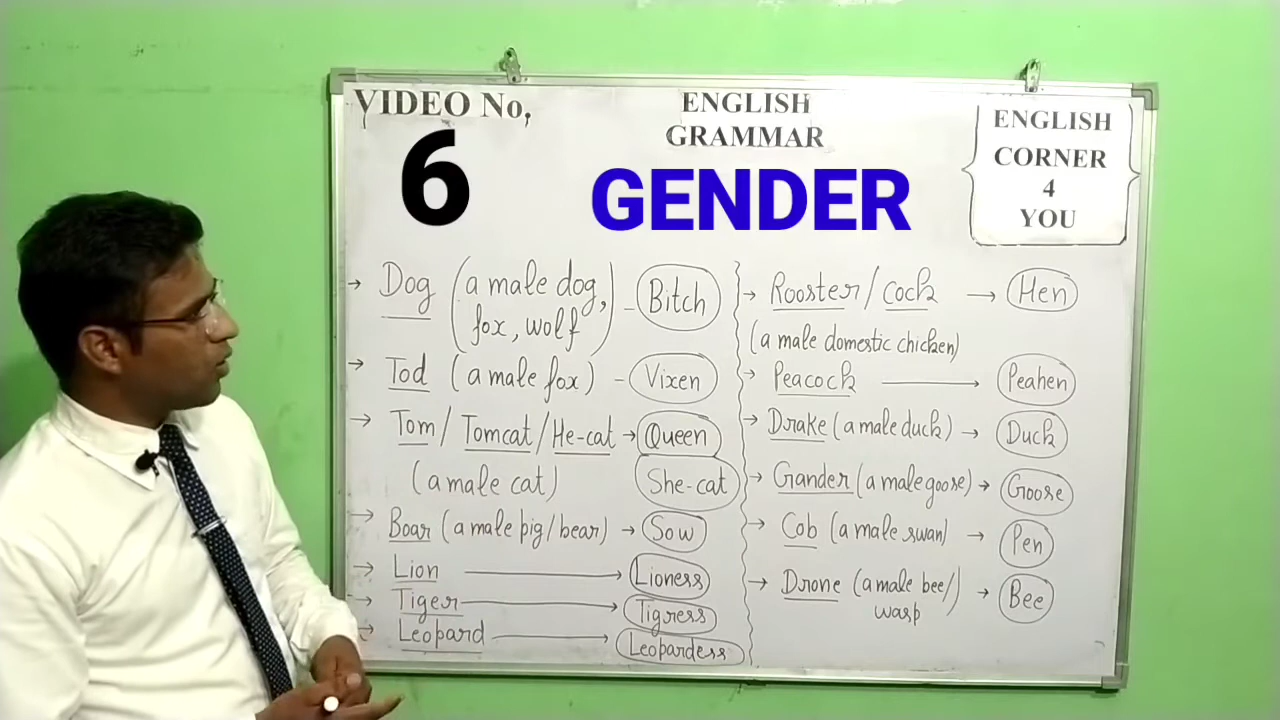 VIDEO No,
6
ENGLISH
GRAMMAR
GENDER
ENGLISH
CORNER
4
YOU
→ Dog (a male dog, fox, wolf) - Bitch
→ Tod (a male fox) - Vixen
→ Tom / Tomcat / He-cat → Queen
(a male cat) She-cat
→ Boar (a male pig/bear) → Sow
→ Lion → Lioness
→ Tiger → Tigress
→ Leopard → Leopardess
→ Rooster / cock → Hen
(a male domestic chicken)
→ Peacock → Peahen
→ Drake (a male duck) → Duck
→ Gander (a male goose) → Goose
→ Cob (a male swan) → Pen
→ Drone (a male bee/ wasp) → Bee